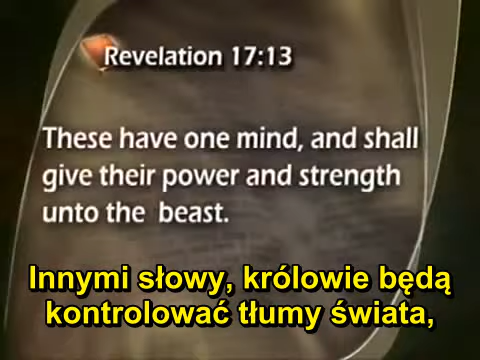 Revelation 17:13
These have one mind, and shall
give their power and strength
unto the beast.
Innymi słowy, królowie będą
kontrolować tłumy świata,